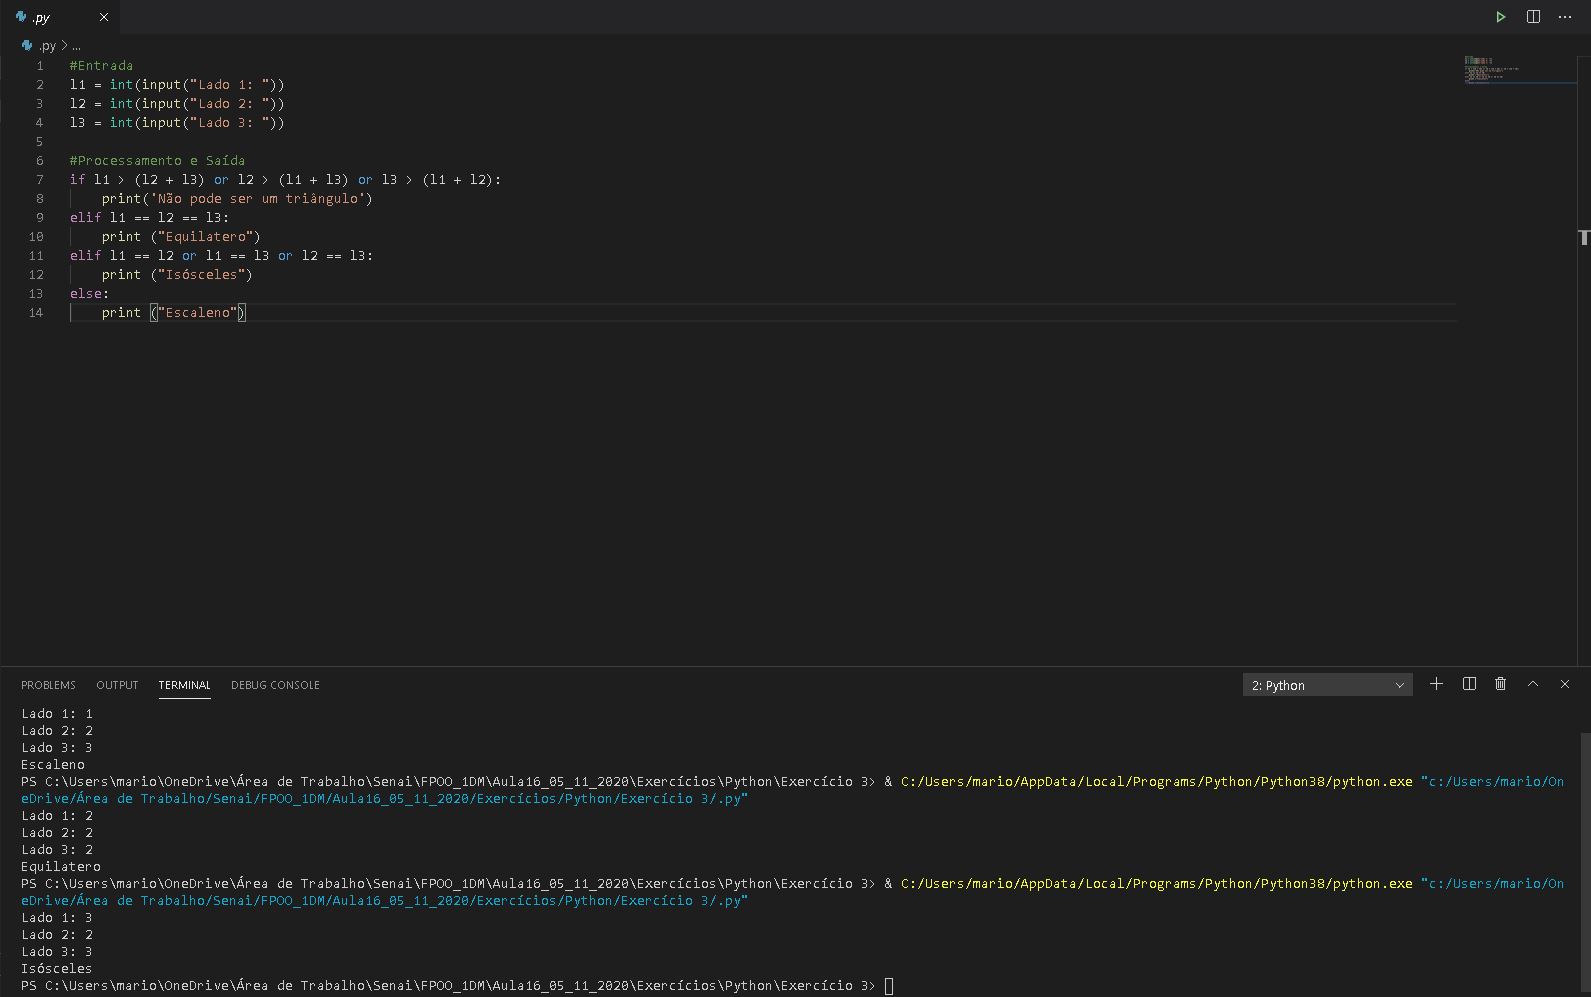 .py
.py > ...
1 #Entrada
2 l1 = int(input("Lado 1: "))
3 l2 = int(input("Lado 2: "))
4 l3 = int(input("Lado 3: "))
5
6 #Processamento e Saída
7 if l1 > (l2 + l3) or l2 > (l1 + l3) or l3 > (l1 + l2):
8     print('Não pode ser um triângulo')
9 elif l1 == l2 == l3:
10     print ("Equilatero")
11 elif l1 == l2 or l1 == l3 or l2 == l3:
12     print ("Isósceles")
13 else:
14     print ("Escaleno")
PROBLEMS OUTPUT TERMINAL DEBUG CONSOLE 2: Python
Lado 1: 1
Lado 2: 2
Lado 3: 3
Escaleno
PS C:\Users\mario\OneDrive\Área de Trabalho\Senai\FPOO_1DM\Aula16_05_11_2020\Exercícios\Python\Exercício 3> & C:/Users/mario/AppData/Local/Programs/Python/Python38/python.exe "c:/Users/mario/On
eDrive/Área de Trabalho/Senai/FPOO_1DM/Aula16_05_11_2020/Exercícios/Python/Exercício 3/.py"
Lado 1: 2
Lado 2: 2
Lado 3: 2
Equilatero
PS C:\Users\mario\OneDrive\Área de Trabalho\Senai\FPOO_1DM\Aula16_05_11_2020\Exercícios\Python\Exercício 3> & C:/Users/mario/AppData/Local/Programs/Python/Python38/python.exe "c:/Users/mario/On
eDrive/Área de Trabalho/Senai/FPOO_1DM/Aula16_05_11_2020/Exercícios/Python/Exercício 3/.py"
Lado 1: 3
Lado 2: 2
Lado 3: 3
Isósceles
PS C:\Users\mario\OneDrive\Área de Trabalho\Senai\FPOO_1DM\Aula16_05_11_2020\Exercícios\Python\Exercício 3>